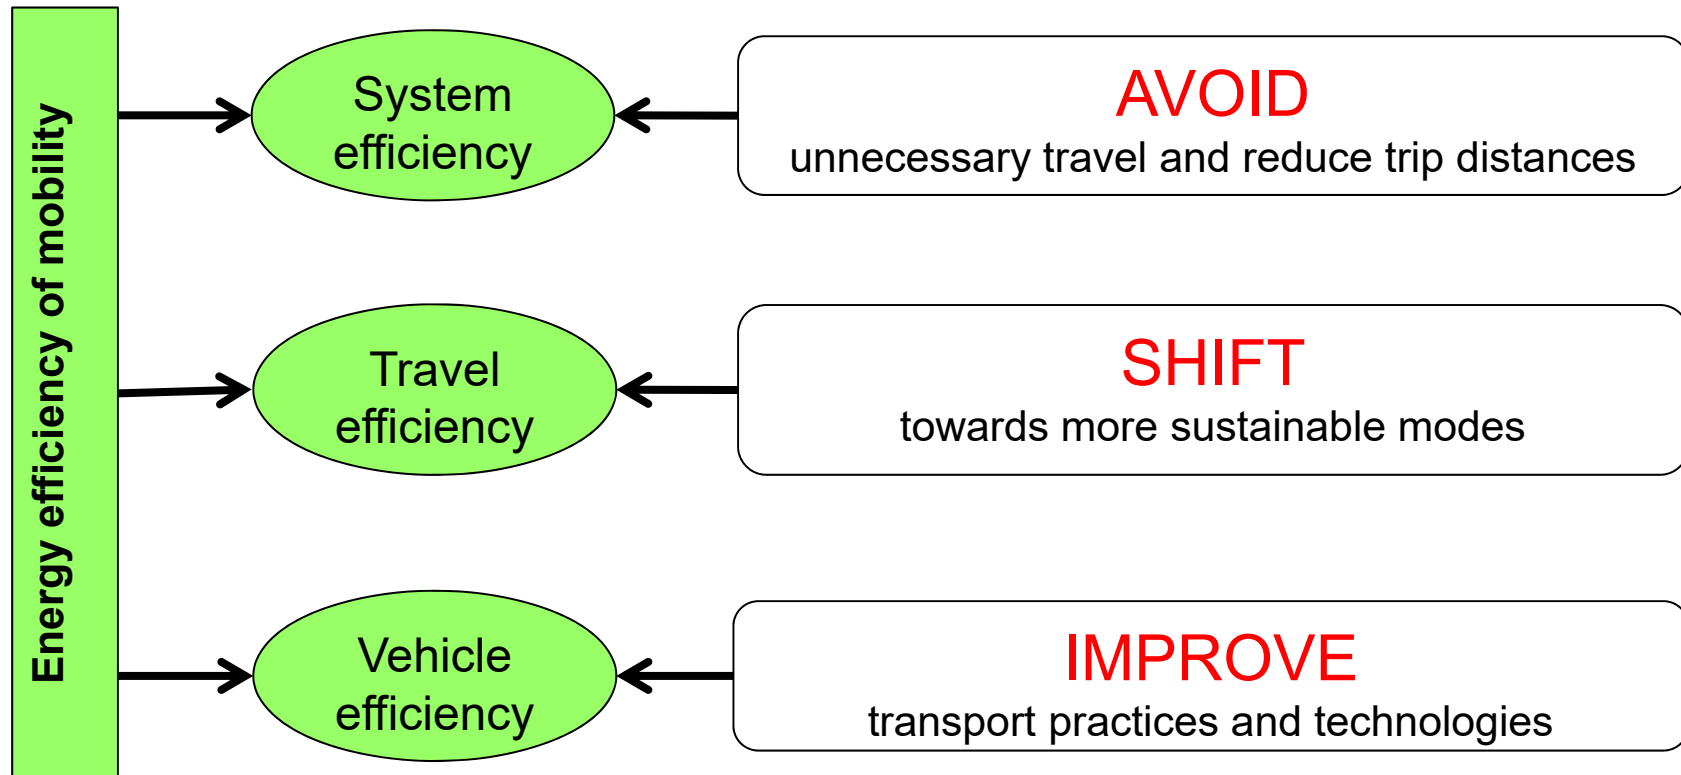 Energy efficiency of mobility
System
efficiency
AVOID
unnecessary travel and reduce trip distances
Travel
efficiency
SHIFT
towards more sustainable modes
Vehicle
efficiency
IMPROVE
transport practices and technologies